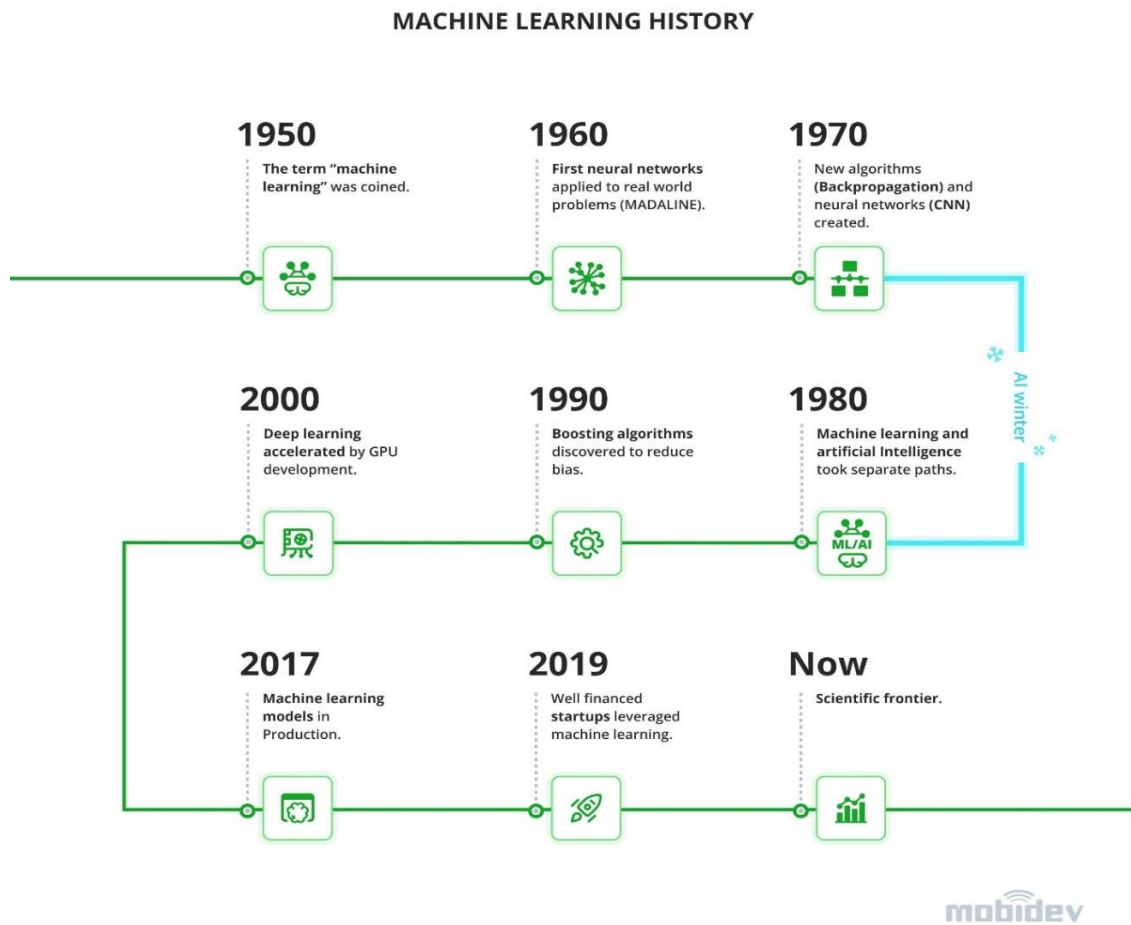 MACHINE LEARNING HISTORY
1950
The term “machine
learning” was coined.
1960
First neural networks
applied to real world
problems (MADALINE).
1970
New algorithms
(Backpropagation) and
neural networks (CNN)
created.
AI winter
1980
Machine learning and
artificial Intelligence
took separate paths.
ML/AI
1990
Boosting algorithms
discovered to reduce
bias.
2000
Deep learning
accelerated by GPU
development.
2017
Machine learning
models in
Production.
2019
Well financed
startups leveraged
machine learning.
Now
Scientific frontier.
mobidev